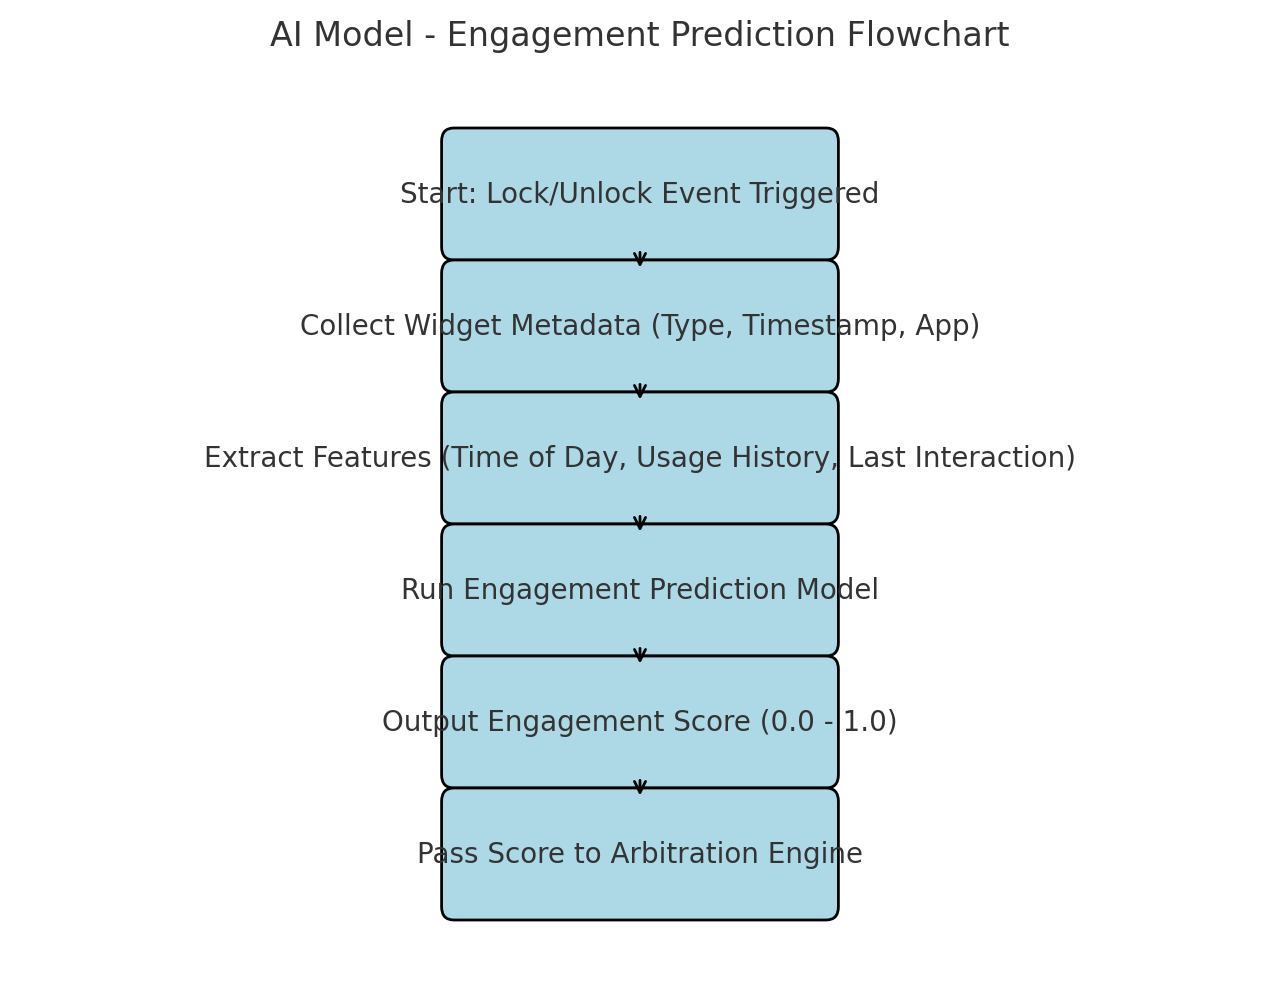 AI Model - Engagement Prediction Flowchart
Start: Lock/Unlock Event Triggered
Collect Widget Metadata (Type, Timestamp, App)
Extract Features (Time of Day, Usage History, Last Interaction)
Run Engagement Prediction Model
Output Engagement Score (0.0 - 1.0)
Pass Score to Arbitration Engine